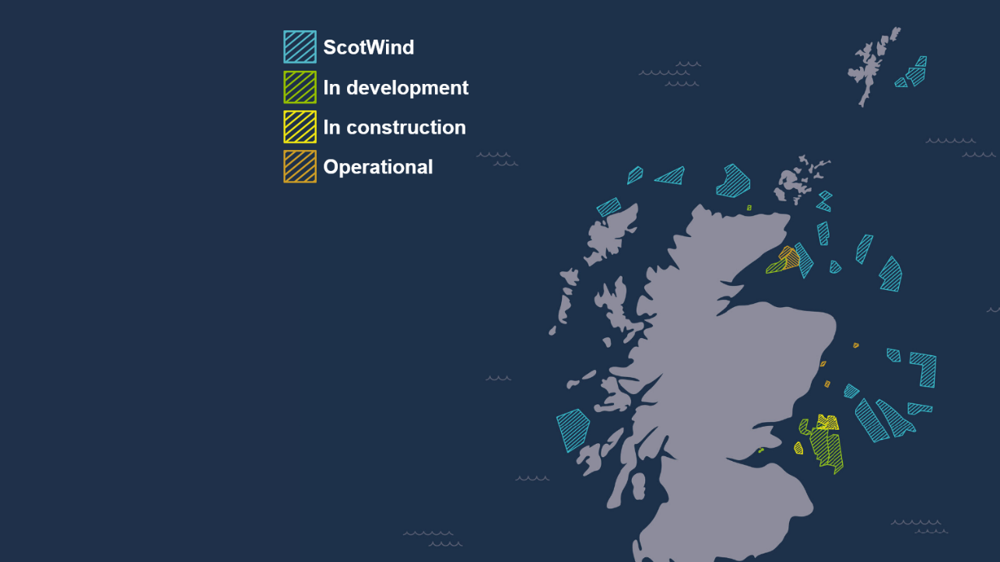 ScotWind
In development
In construction
Operational